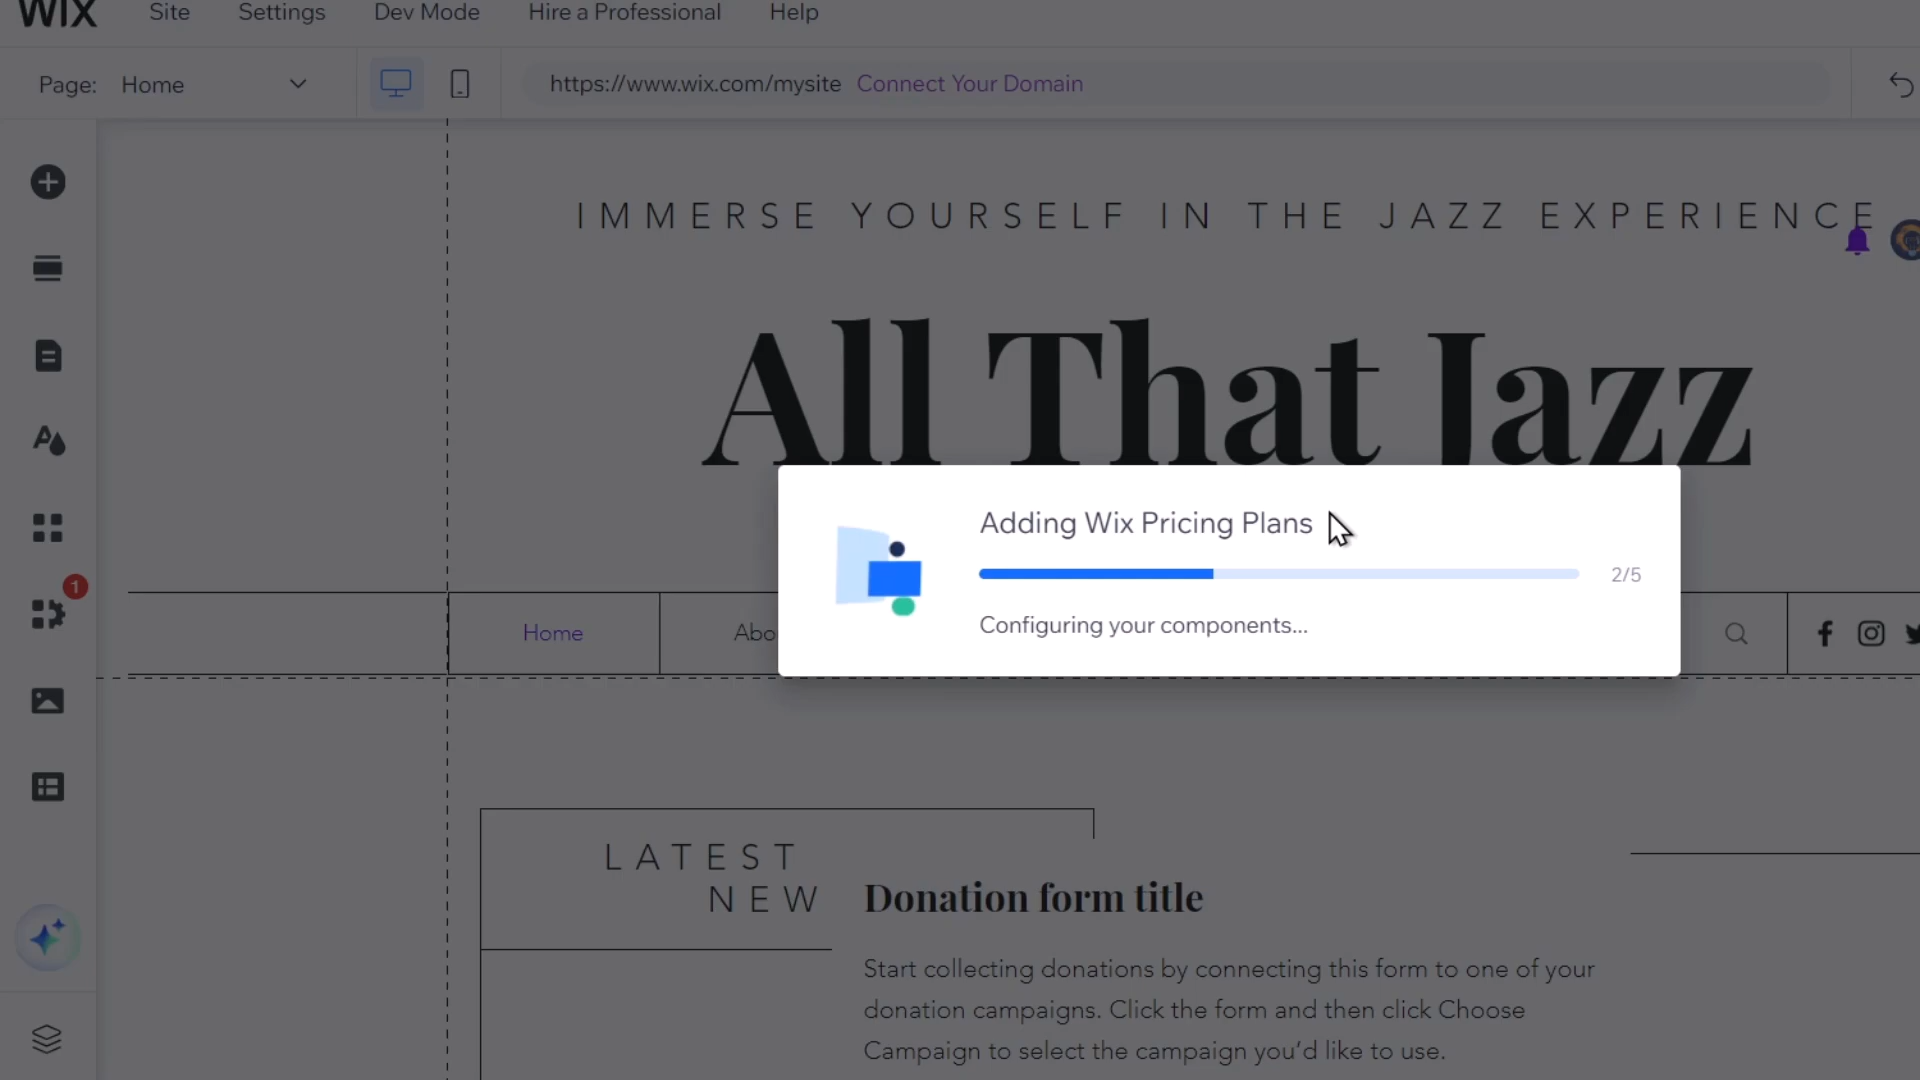 WIX Site Settings Dev Mode Hire a Professional Help
Page: Home https://www.wix.com/mysite Connect Your Domain
IMMERSE YOURSELF IN THE JAZZ EXPERIENCE
All That Jazz
Adding Wix Pricing Plans
2/5
Configuring your components...
1
Home Abo
LATEST
NEW
Donation form title
Start collecting donations by connecting this form to one of your
donation campaigns. Click the form and then click Choose
Campaign to select the campaign you'd like to use.